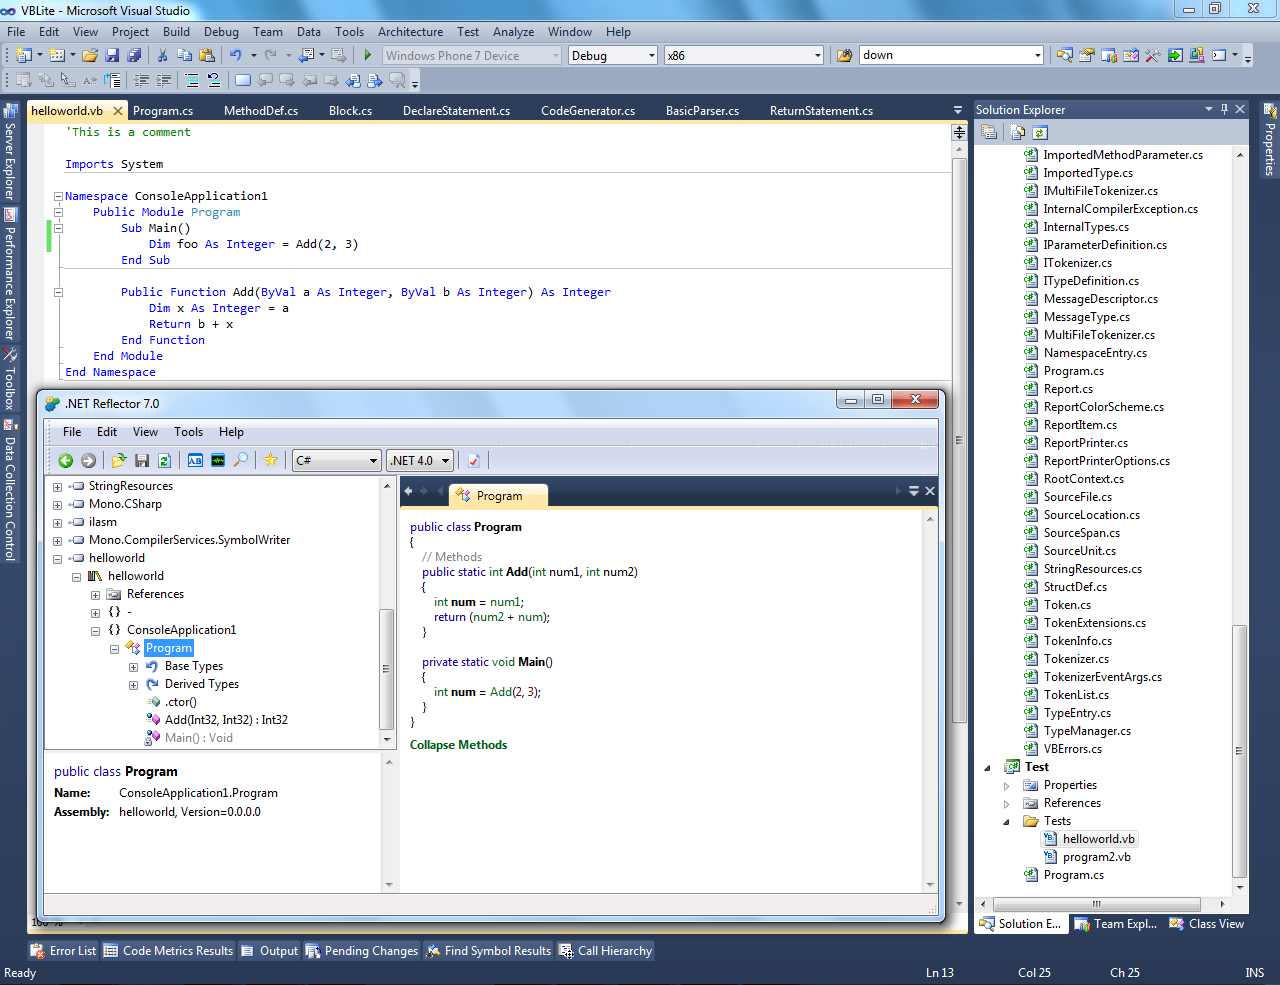 VBLite - Microsoft Visual Studio
File Edit View Project Build Debug Team Data Tools Architecture Test Analyze Window Help
Windows Phone 7 Device Debug x86 down
helloworld.vb Program.cs MethodDef.cs Block.cs DeclareStatement.cs CodeGenerator.cs BasicParser.cs ReturnStatement.cs
Server Explorer
Performance Explorer
Toolbox
Data Collection Control
'This is a comment
Imports System
Namespace ConsoleApplication1
Public Module Program
Sub Main()
Dim foo As Integer = Add(2, 3)
End Sub
Public Function Add(ByVal a As Integer, ByVal b As Integer) As Integer
Dim x As Integer = a
Return b + x
End Function
End Module
End Namespace
.NET Reflector 7.0
File Edit View Tools Help
C# .NET 4.0
StringResources
Mono.CSharp
ilasm
Mono.CompilerServices.SymbolWriter
helloworld
helloworld
References
{} -
{} ConsoleApplication1
Program
Base Types
Derived Types
.ctor()
Add(Int32, Int32) : Int32
Main() : Void
public class Program
Name: ConsoleApplication1.Program
Assembly: helloworld, Version=0.0.0.0
Program
public class Program
{
// Methods
public static int Add(int num1, int num2)
{
int num = num1;
return (num2 + num);
}
private static void Main()
{
int num = Add(2, 3);
}
}
Collapse Methods
Solution Explorer
ImportedMethodParameter.cs
ImportedType.cs
IMultiFileTokenizer.cs
InternalCompilerException.cs
InternalTypes.cs
IParameterDefinition.cs
ITokenizer.cs
ITypeDefinition.cs
MessageDescriptor.cs
MessageType.cs
MultiFileTokenizer.cs
NamespaceEntry.cs
Program.cs
Report.cs
ReportColorScheme.cs
ReportItem.cs
ReportPrinter.cs
ReportPrinterOptions.cs
RootContext.cs
SourceFile.cs
SourceLocation.cs
SourceSpan.cs
SourceUnit.cs
StringResources.cs
StructDef.cs
Token.cs
TokenExtensions.cs
TokenInfo.cs
Tokenizer.cs
TokenizerEventArgs.cs
TokenList.cs
TypeEntry.cs
TypeManager.cs
VBErrors.cs
Test
Properties
References
Tests
helloworld.vb
program2.vb
Program.cs
Solution E... Team Expl... Class View
Properties
Error List Code Metrics Results Output Pending Changes Find Symbol Results Call Hierarchy
Ready Ln 13 Col 25 Ch 25 INS